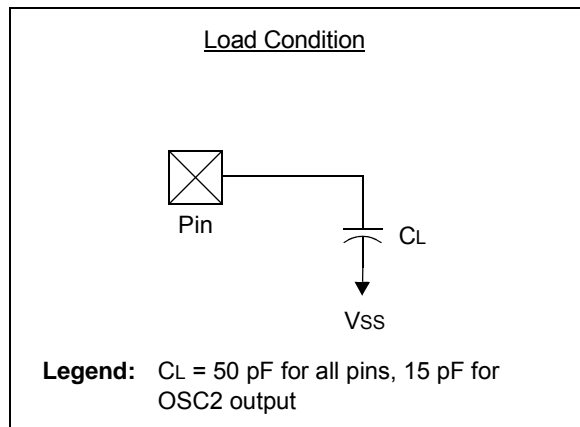 Load Condition
Pin
CL
VSS
Legend: CL = 50 pF for all pins, 15 pF for
OSC2 output